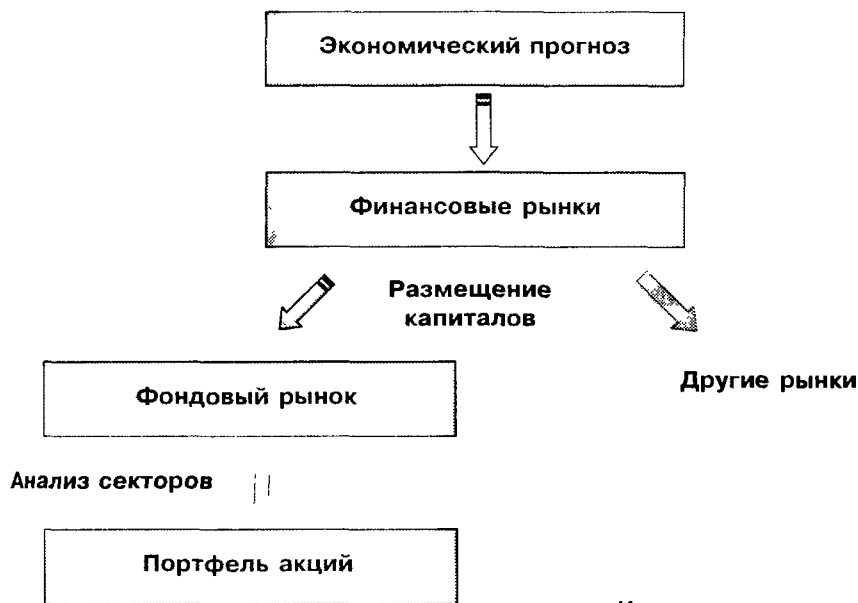 Экономический прогноз
Финансовые рынки
Размещение
капиталов
Фондовый рынок
Другие рынки
Анализ секторов
Портфель акций